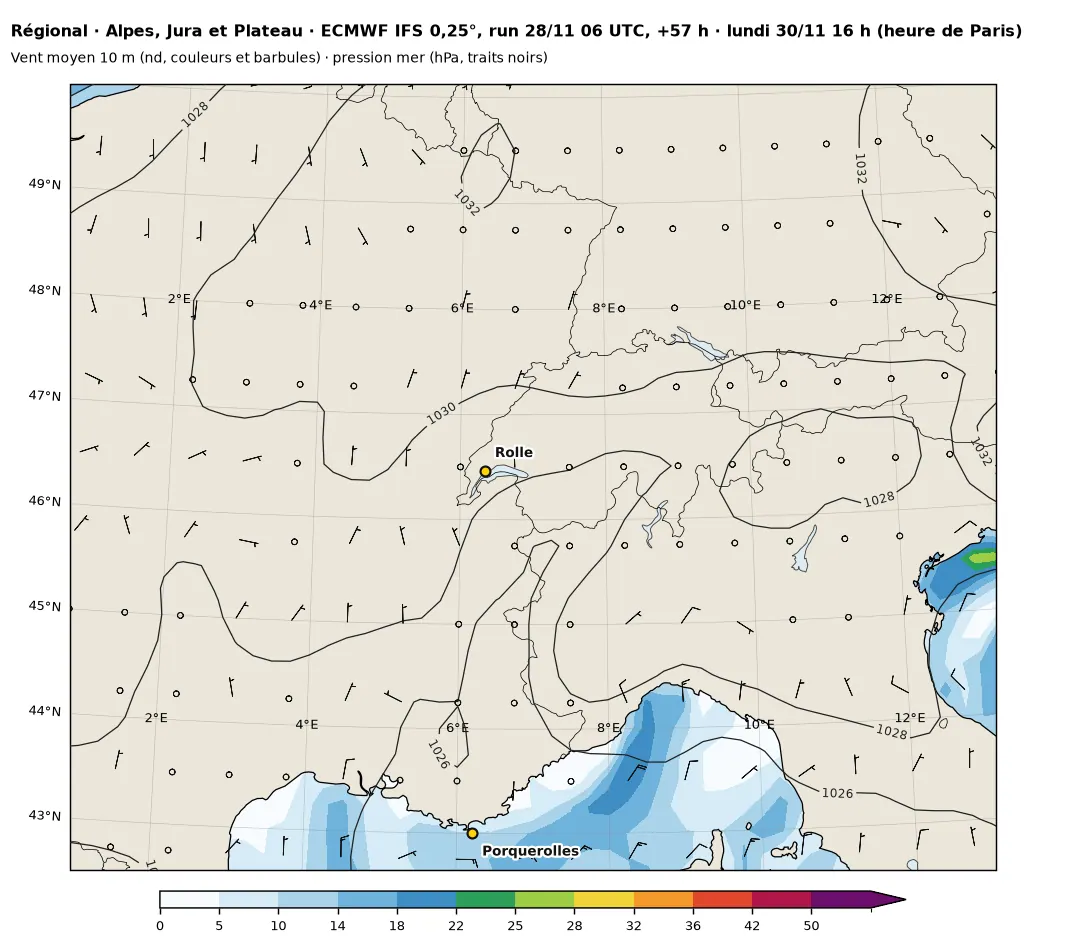 Régional · Alpes, Jura et Plateau · ECMWF IFS 0,25°, run 28/11 06 UTC, +57 h · lundi 30/11 16 h (heure de Paris)
Vent moyen 10 m (nd, couleurs et barbules) · pression mer (hPa, traits noirs)
1028
1032
49°N
1032
48°N
2°E 4°E 6°E 8°E 10°E 12°E
47°N
1030
Rolle
1032
46°N
1028
45°N
44°N
2°E 4°E 6°E 8°E 10°E 12°E
1028
1026
1026
43°N
Porquerolles
0 5 10 14 18 22 25 28 32 36 42 50